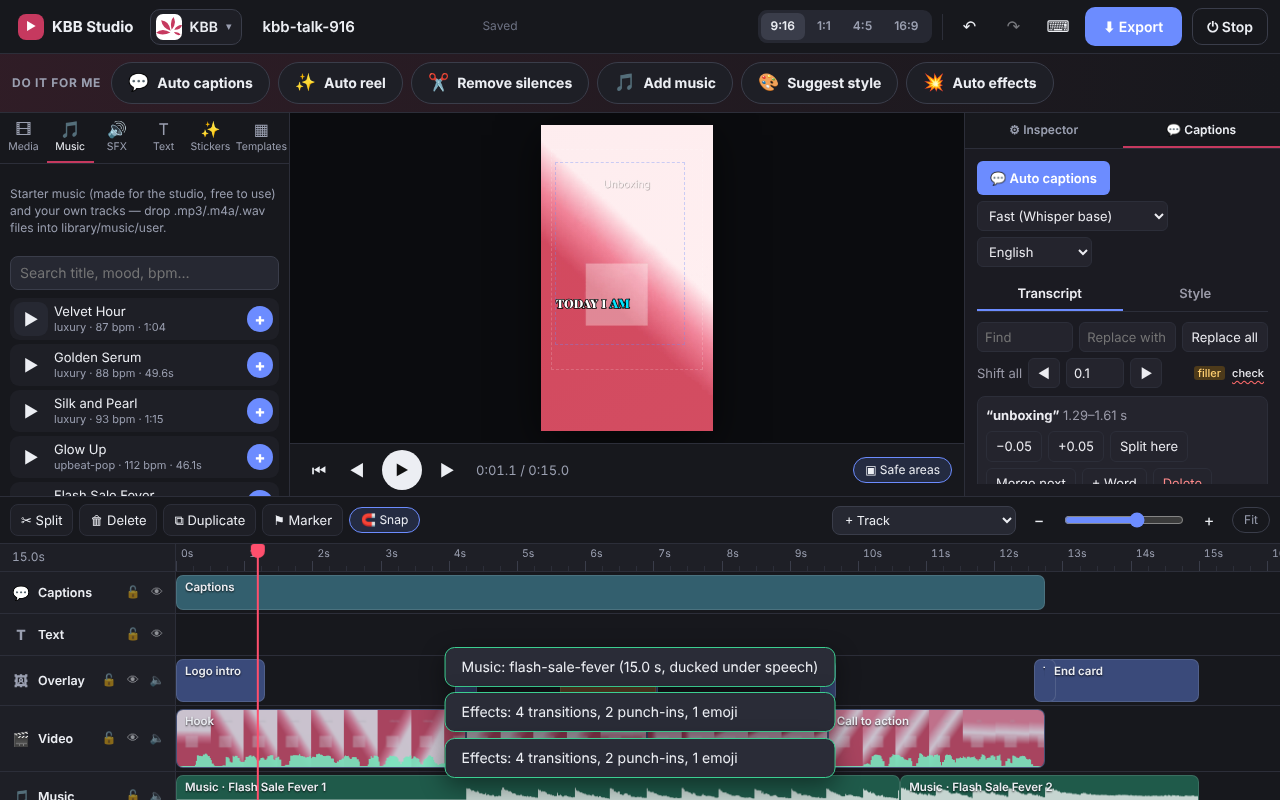 KBB Studio
KBB
kbb-talk-916
Saved
9:16 1:1 4:5 16:9
Export
Stop
DO IT FOR ME
Auto captions
Auto reel
Remove silences
Add music
Suggest style
Auto effects
Media
Music
SFX
Text
Stickers
Templates
Starter music (made for the studio, free to use)
and your own tracks — drop .mp3/.m4a/.wav
files into library/music/user.
Search title, mood, bpm...
Velvet Hour
luxury · 87 bpm · 1:04
Golden Serum
luxury · 88 bpm · 49.6s
Silk and Pearl
luxury · 93 bpm · 1:15
Glow Up
upbeat-pop · 112 bpm · 46.1s
Flash Sale Fever
Unboxing
TODAY I AM
0:01.1 / 0:15.0
Safe areas
Inspector
Captions
Auto captions
Fast (Whisper base)
English
Transcript
Style
Find
Replace with
Replace all
Shift all
0.1
filler
check
“unboxing” 1.29–1.61 s
−0.05
+0.05
Split here
Merge next
+ Word
Delete
Split
Delete
Duplicate
Marker
Snap
+ Track
−
+
Fit
15.0s
0s 2s 3s 4s 5s 6s 7s 8s 9s 10s 11s 12s 13s 14s 15s
Captions
Captions
T Text
Overlay
Logo intro
End card
Video
Hook
Call to action
Music
Music · Flash Sale Fever 1
Music · Flash Sale Fever 2
Music: flash-sale-fever (15.0 s, ducked under speech)
Effects: 4 transitions, 2 punch-ins, 1 emoji
Effects: 4 transitions, 2 punch-ins, 1 emoji